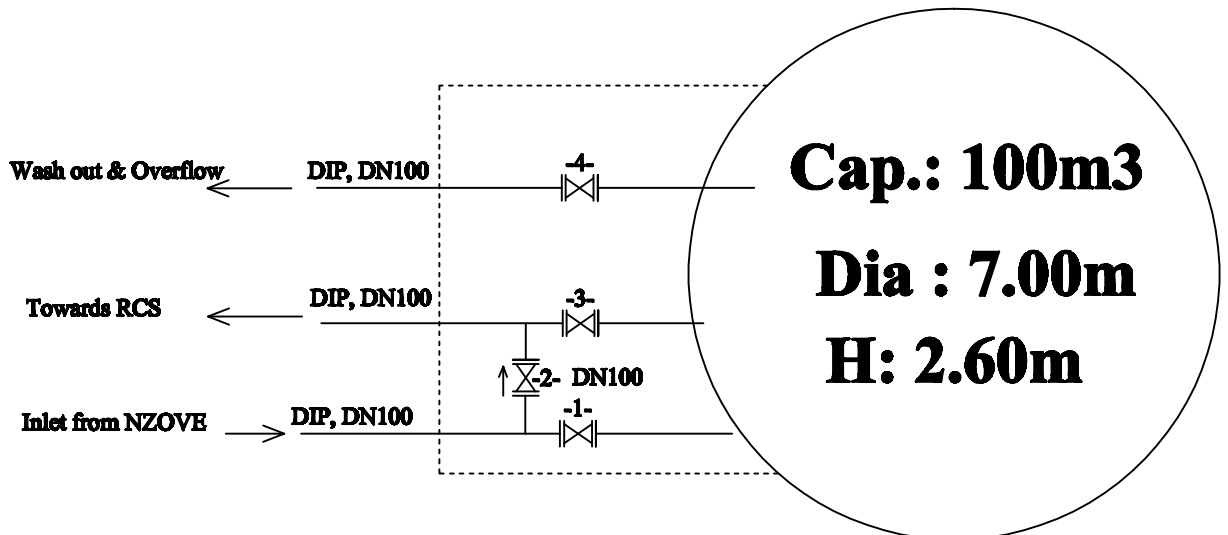 Wash out & Overflow
DIP, DN100
-4-
Cap.: 100m3
Dia : 7.00m
H: 2.60m
Towards RCS
DIP, DN100
-3-
-2- DN100
Inlet from NZOVE
DIP, DN100
-1-